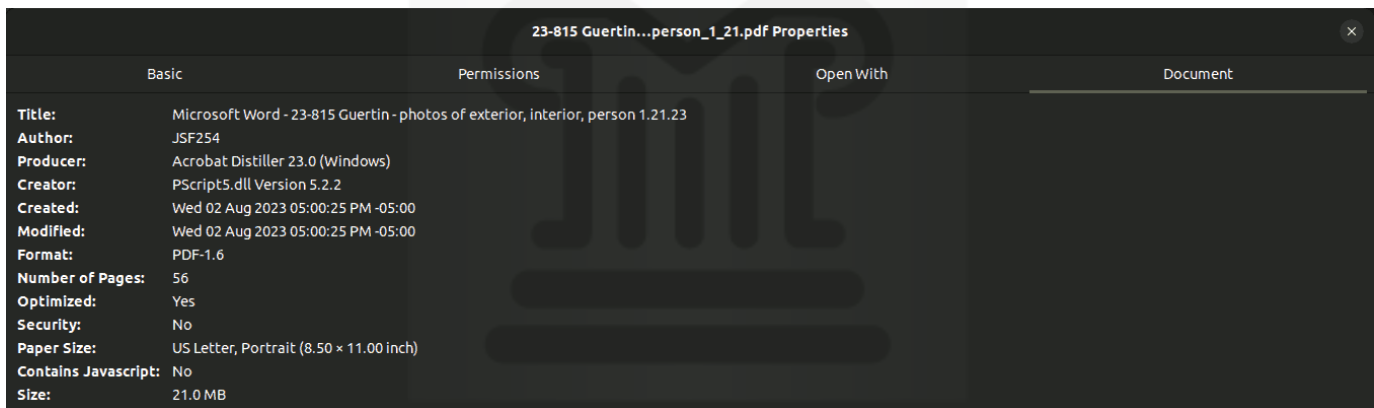 23-815 Guertin...person_1_21.pdf Properties
Basic Permissions Open With Document
Title: Microsoft Word - 23-815 Guertin - photos of exterior, interior, person 1.21.23
Author: JSF254
Producer: Acrobat Distiller 23.0 (Windows)
Creator: PScript5.dll Version 5.2.2
Created: Wed 02 Aug 2023 05:00:25 PM -05:00
Modified: Wed 02 Aug 2023 05:00:25 PM -05:00
Format: PDF-1.6
Number of Pages: 56
Optimized: Yes
Security: No
Paper Size: US Letter, Portrait (8.50 × 11.00 inch)
Contains Javascript: No
Size: 21.0 MB